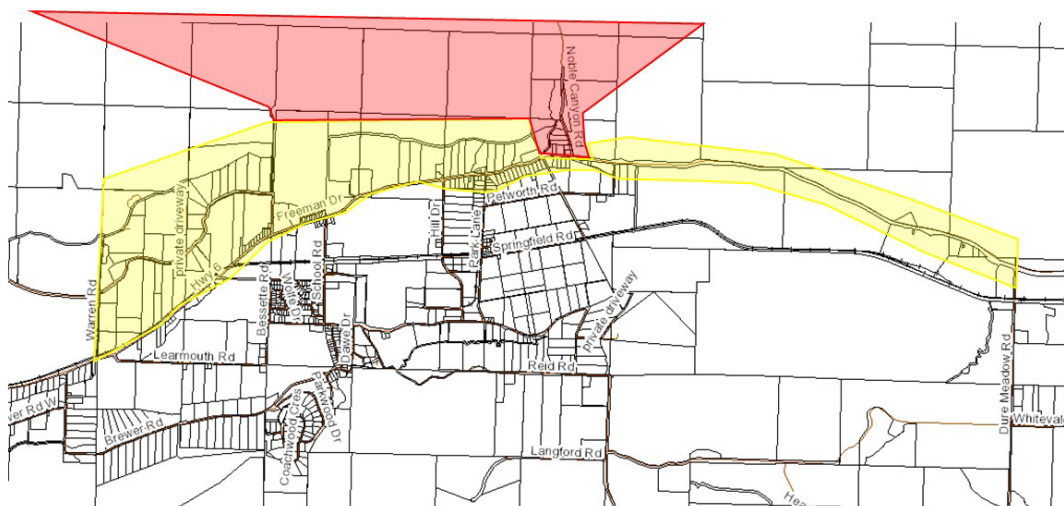 Noble Canyon Rd
private driveway
Freeman Dr
Petworth Rd
Hill Dr
Park Lane
Springfield Rd
Hwy 6
School Rd
Bessette Rd
Warren Rd
private driveway
Dawe Dr
Learmouth Rd
Reid Rd
Dure Meadow Rd
Parkwood Dr
Coachwood Cres
Brewer Rd
Langford Rd